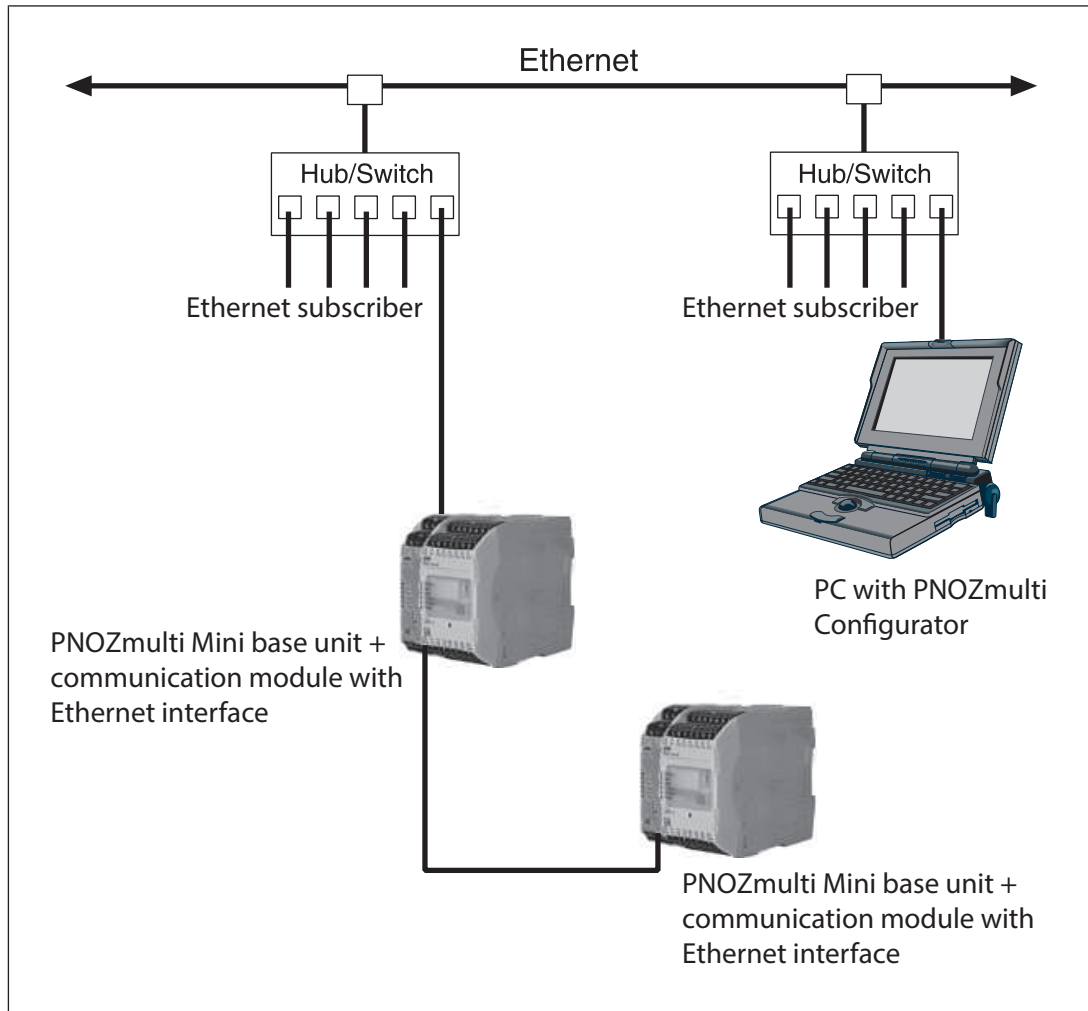 Ethernet
Hub/Switch
Hub/Switch
Ethernet subscriber
Ethernet subscriber
PC with PNOZmulti
Configurator
PNOZmulti Mini base unit +
communication module with
Ethernet interface
PNOZmulti Mini base unit +
communication module with
Ethernet interface